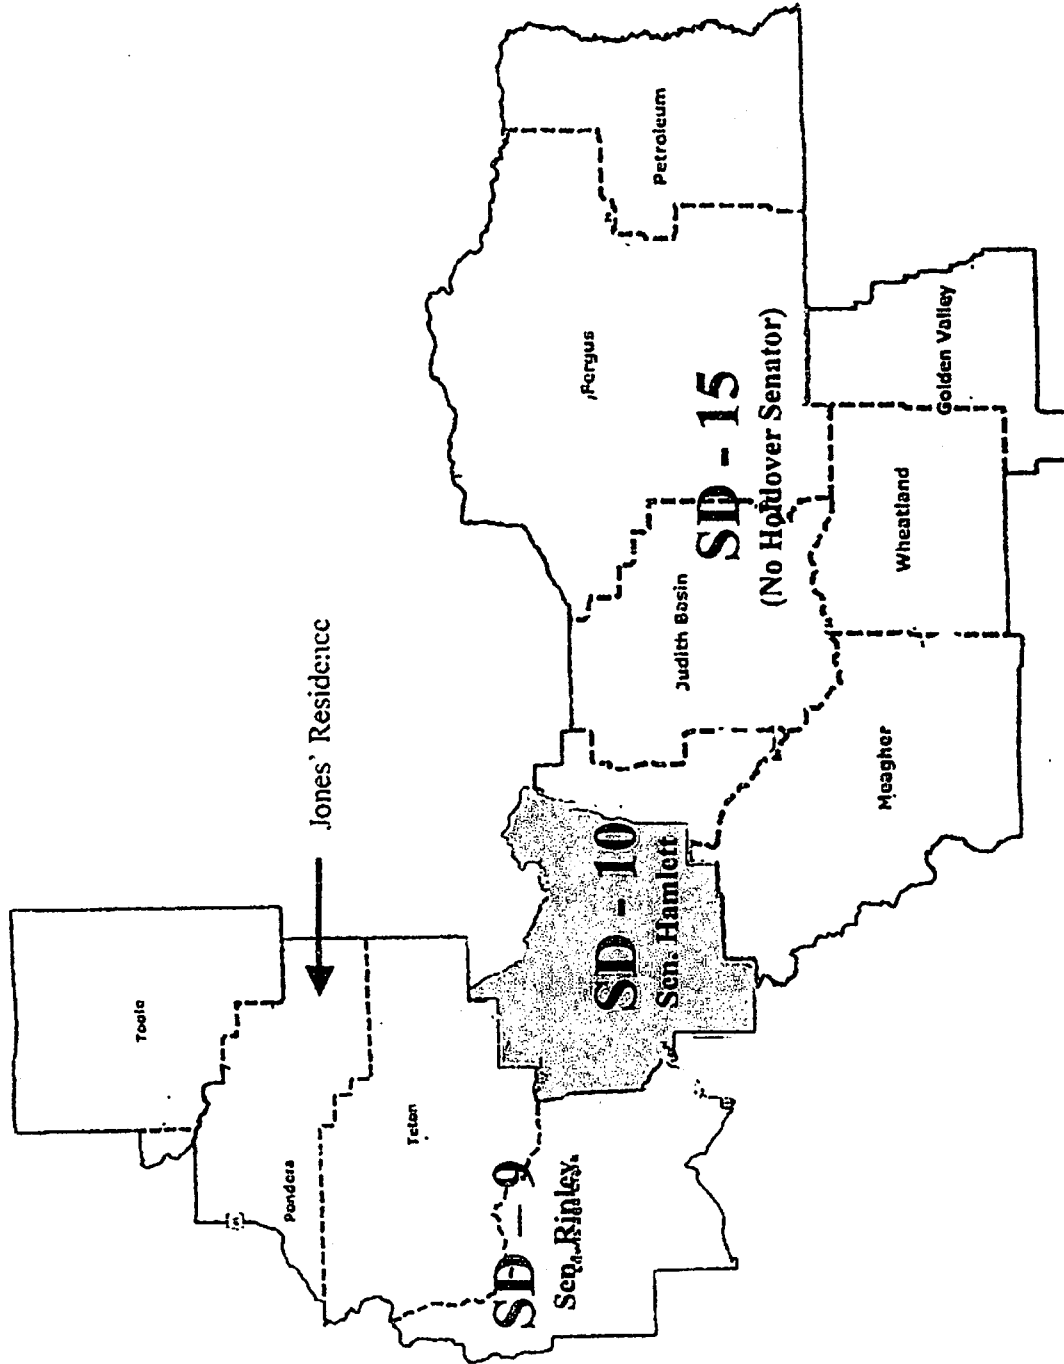 Toole
Jones' Residence
Pondera
Teton
SD - 9
Sen. Ripley
SD - 10
Sen. Hamlett
Fergus
Petroleum
Judith Basin
SD - 15
(No Holdover Senator)
Golden Valley
Wheatland
Meagher